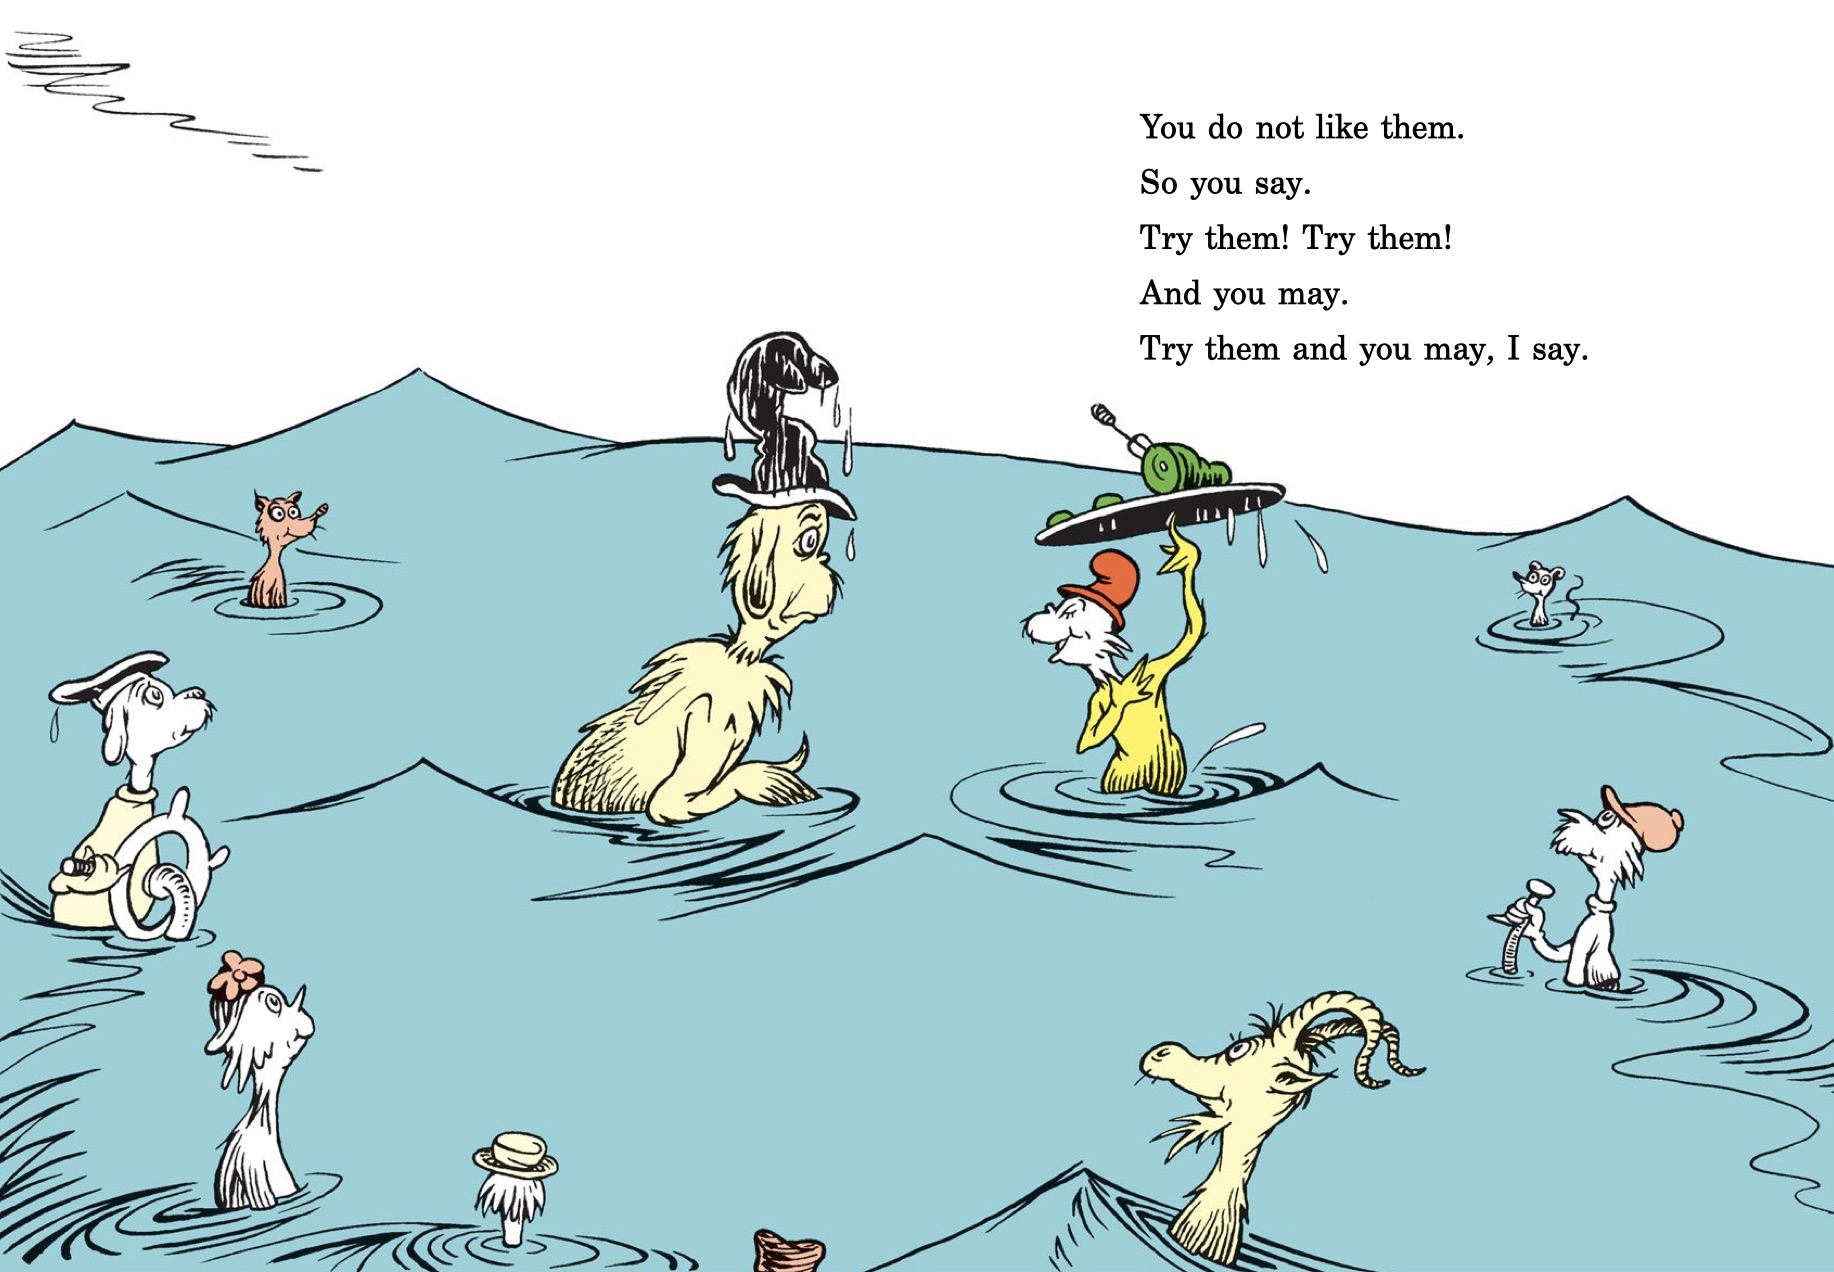 You do not like them.
So you say.
Try them! Try them!
And you may.
Try them and you may, I say.